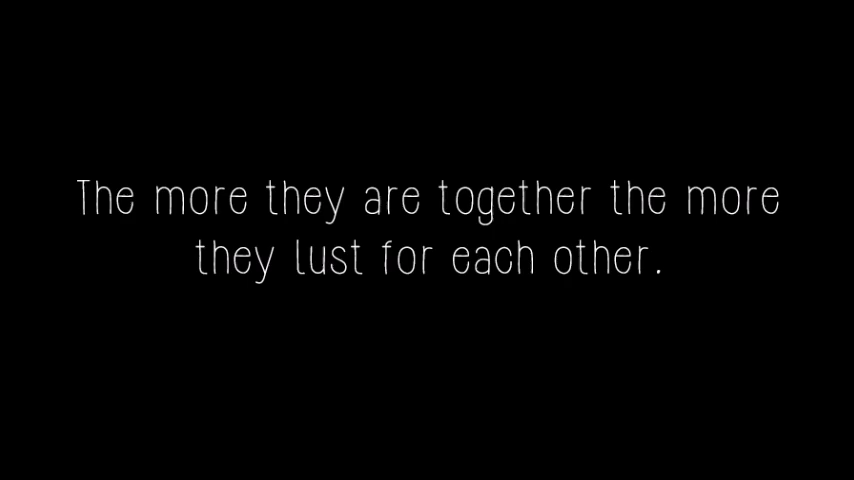 The more they are together the more
they lust for each other.